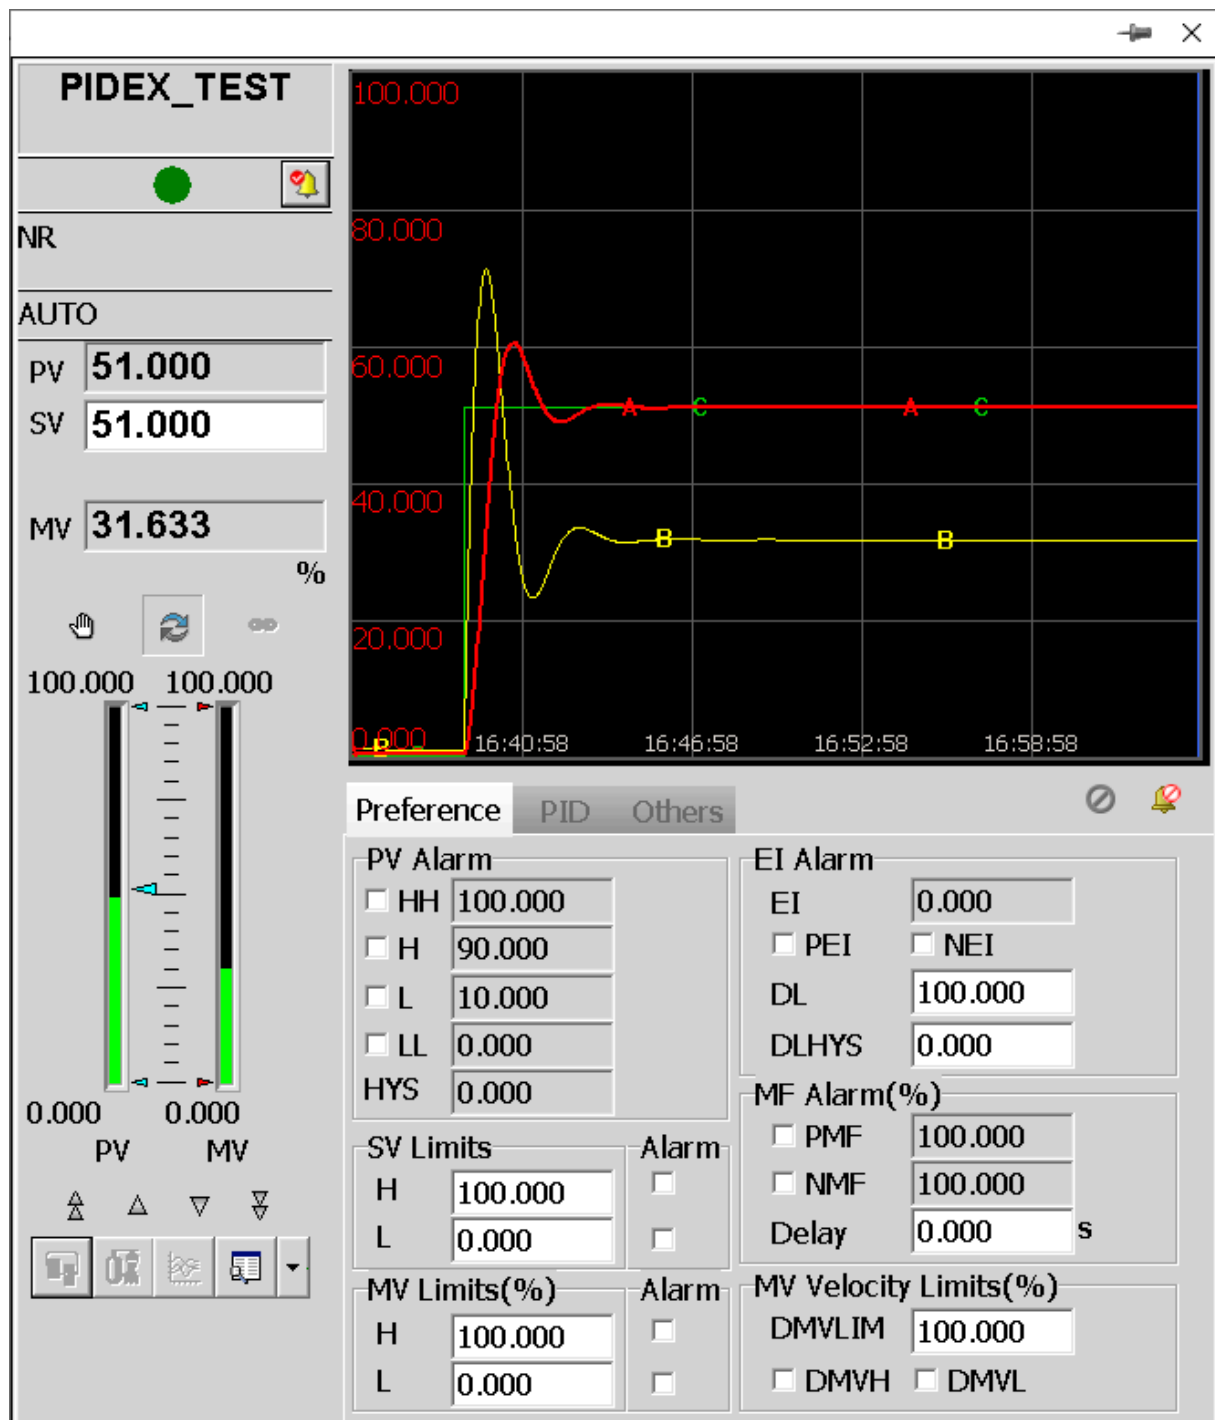 PIDEX_TEST
NR
AUTO
PV 51.000
SV 51.000
MV 31.633
%
100.000 100.000
0.000 0.000
PV MV
100.000
80.000
60.000
40.000
20.000
0.000
A C A C
B B
B
16:40:58 16:46:58 16:52:58 16:58:58
Preference PID Others
PV Alarm
HH 100.000
H 90.000
L 10.000
LL 0.000
HYS 0.000
SV Limits Alarm
H 100.000
L 0.000
MV Limits(%) Alarm
H 100.000
L 0.000
EI Alarm
EI 0.000
PEI NEI
DL 100.000
DLHYS 0.000
MF Alarm(%)
PMF 100.000
NMF 100.000
Delay 0.000 s
MV Velocity Limits(%)
DMVLIM 100.000
DMVH DMVL